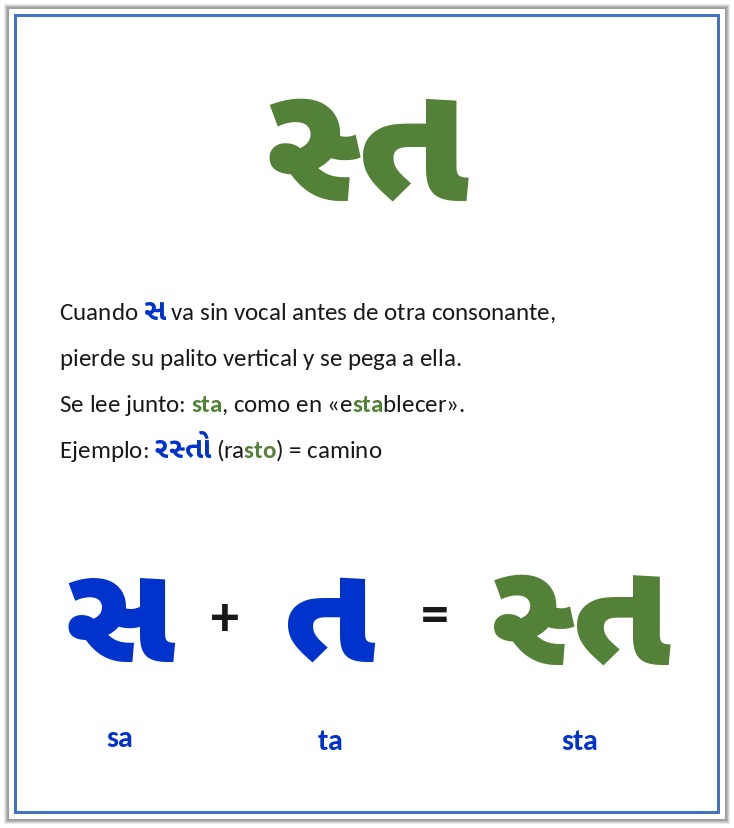 સ્ત
Cuando સ va sin vocal antes de otra consonante,
pierde su palito vertical y se pega a ella.
Se lee junto: sta, como en «establecer».
Ejemplo: રસ્તો (rasto) = camino
સ + ત = સ્ત
sa ta sta